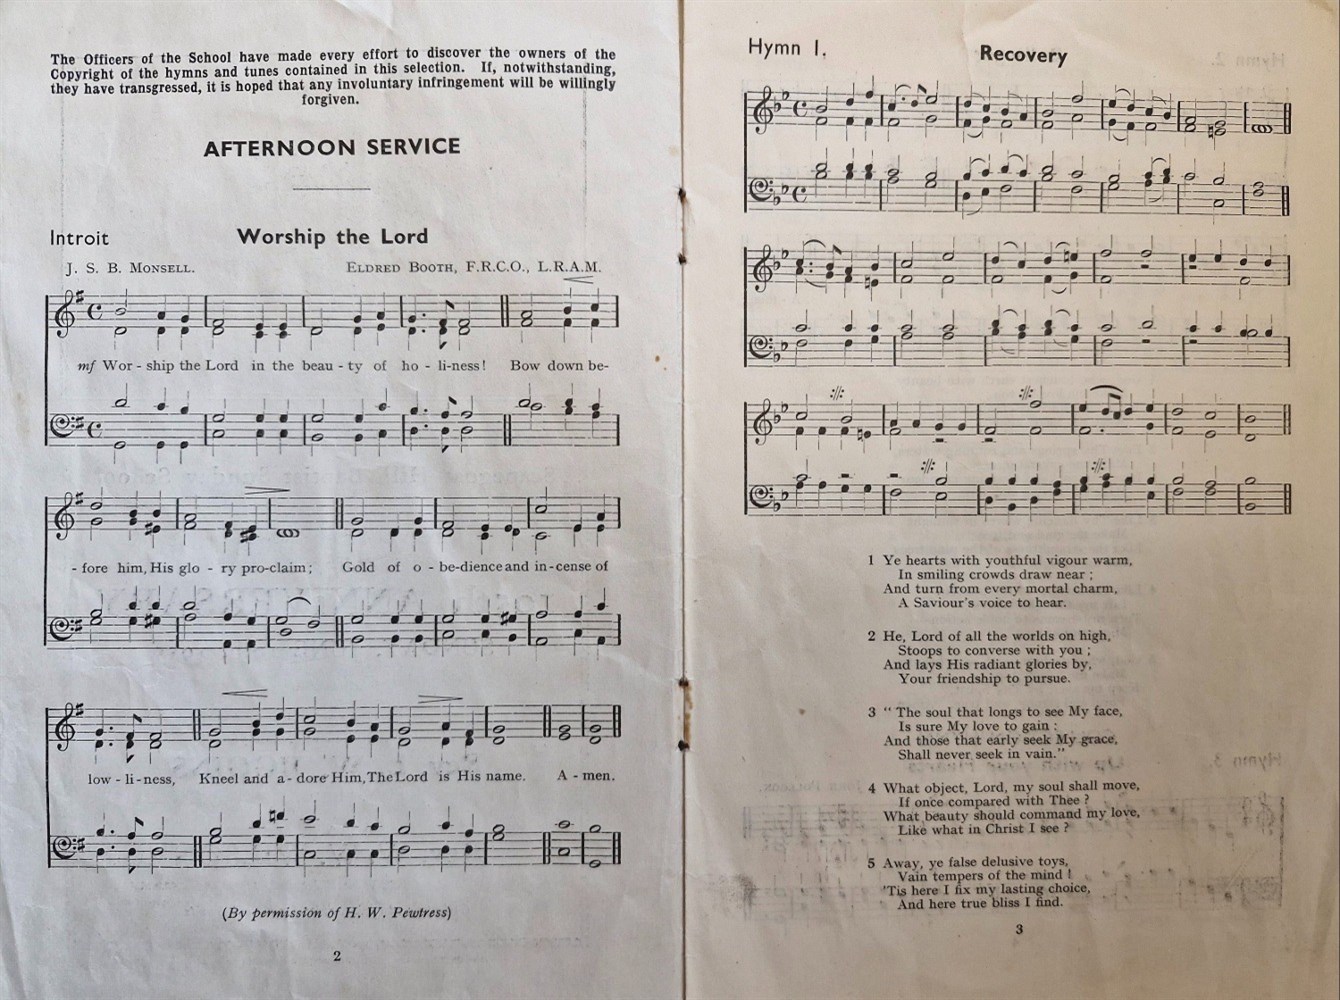 The Officers of the School have made every effort to discover the owners of the
Copyright of the hymns and tunes contained in this selection. If, notwithstanding,
they have transgressed, it is hoped that any involuntary infringement will be willingly
forgiven.
AFTERNOON SERVICE
Introit
Worship the Lord
J. S. B. MONSELL.
ELDRED BOOTH, F.R.C.O., L.R.A.M.
mf Wor - ship the Lord in the beau - ty of ho - li-ness! Bow down be-
- fore him, His glo - ry pro-claim; Gold of o - be-dience and in-cense of
low - li-ness, Kneel and a - dore Him, The Lord is His name. A - men.
(By permission of H. W. Pewtress)
2
Hymn 1.
Recovery
1 Ye hearts with youthful vigour warm,
In smiling crowds draw near ;
And turn from every mortal charm,
A Saviour's voice to hear.
2 He, Lord of all the worlds on high,
Stoops to converse with you ;
And lays His radiant glories by,
Your friendship to pursue.
3 " The soul that longs to see My face,
Is sure My love to gain :
And those that early seek My grace,
Shall never seek in vain."
4 What object, Lord, my soul shall move,
If once compared with Thee ?
What beauty should command my love,
Like what in Christ I see ?
5 Away, ye false delusive toys,
Vain tempers of the mind !
'Tis here I fix my lasting choice,
And here true bliss I find.
3